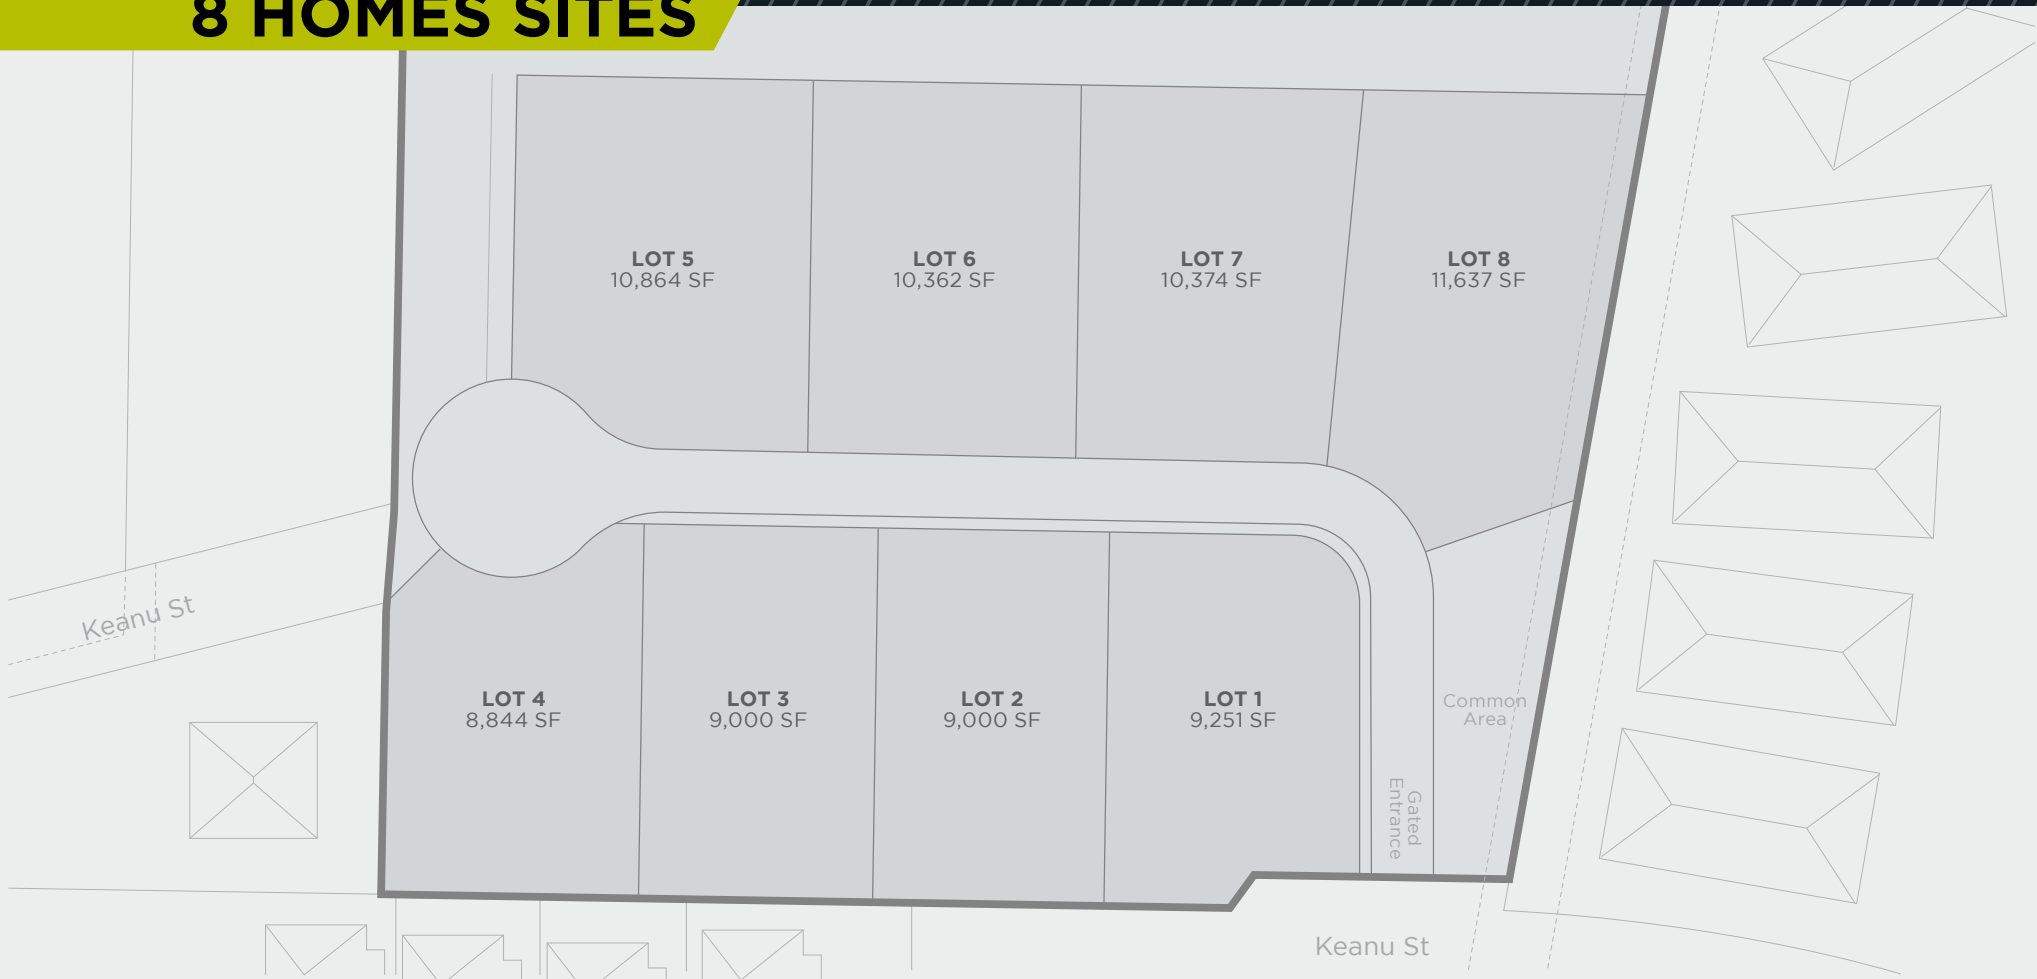 8 HOMES SITES
LOT 5
10,864 SF
LOT 6
10,362 SF
LOT 7
10,374 SF
LOT 8
11,637 SF
Keanu St
LOT 4
8,844 SF
LOT 3
9,000 SF
LOT 2
9,000 SF
LOT 1
9,251 SF
Common
Area
Gated
Entrance
Keanu St